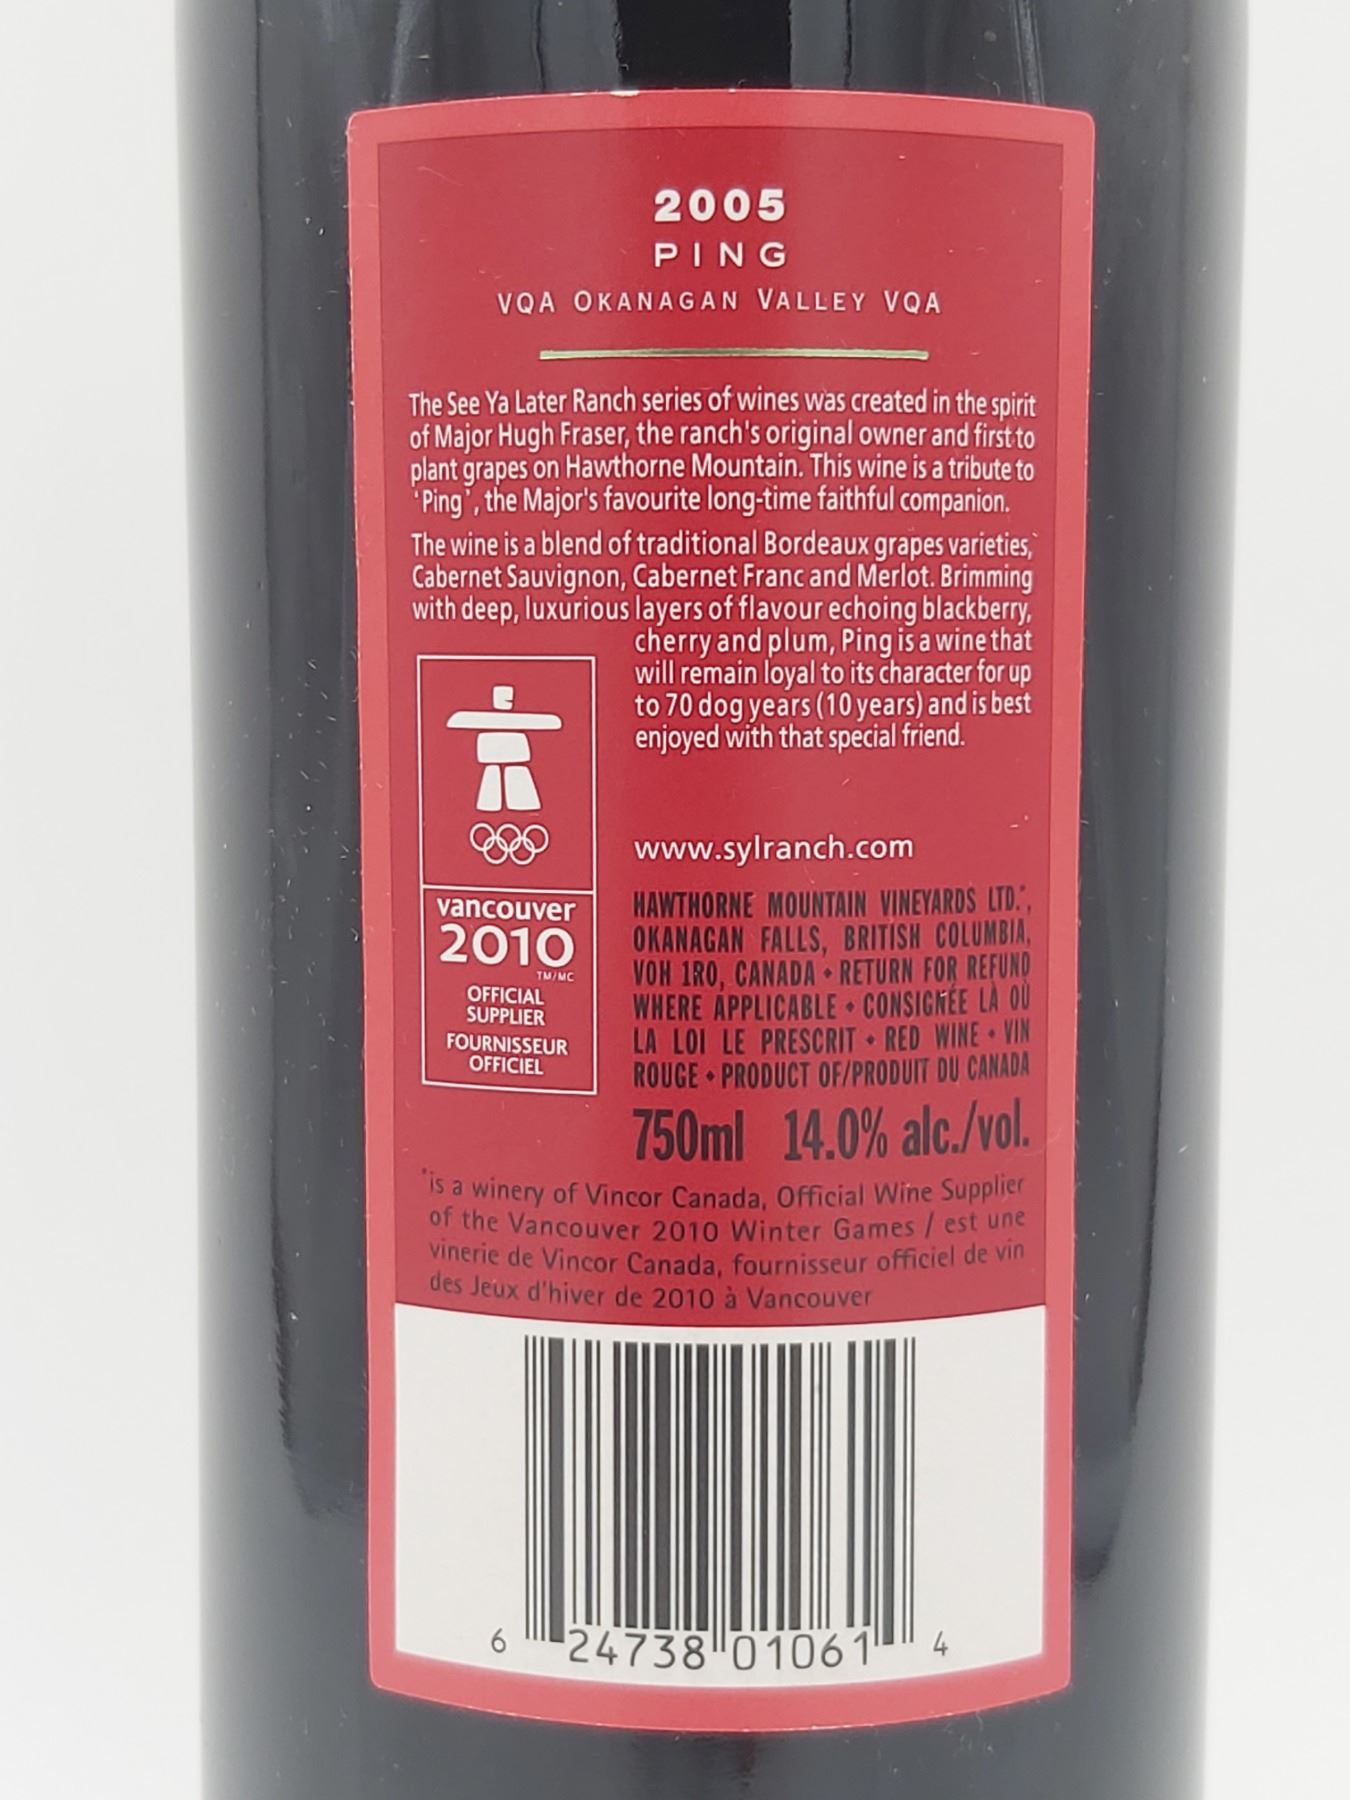 2005
PING
VQA OKANAGAN VALLEY VQA
The See Ya Later Ranch series of wines was created in the spirit
of Major Hugh Fraser, the ranch's original owner and first to
plant grapes on Hawthorne Mountain. This wine is a tribute to
'Ping', the Major's favourite long-time faithful companion.
The wine is a blend of traditional Bordeaux grapes varieties,
Cabernet Sauvignon, Cabernet Franc and Merlot. Brimming
with deep, luxurious layers of flavour echoing blackberry,
cherry and plum, Ping is a wine that
will remain loyal to its character for up
to 70 dog years (10 years) and is best
enjoyed with that special friend.
vancouver
2010
TM/MC
OFFICIAL
SUPPLIER
FOURNISSEUR
OFFICIEL
www.sylranch.com
HAWTHORNE MOUNTAIN VINEYARDS LTD.*,
OKANAGAN FALLS, BRITISH COLUMBIA,
V0H 1R0, CANADA • RETURN FOR REFUND
WHERE APPLICABLE • CONSIGNÉE LÀ OÙ
LA LOI LE PRESCRIT • RED WINE • VIN
ROUGE • PRODUCT OF/PRODUIT DU CANADA
750ml 14.0% alc./vol.
*is a winery of Vincor Canada, Official Wine Supplier
of the Vancouver 2010 Winter Games / est une
vinerie de Vincor Canada, fournisseur officiel de vin
des Jeux d'hiver de 2010 à Vancouver
6 24738 01061 4